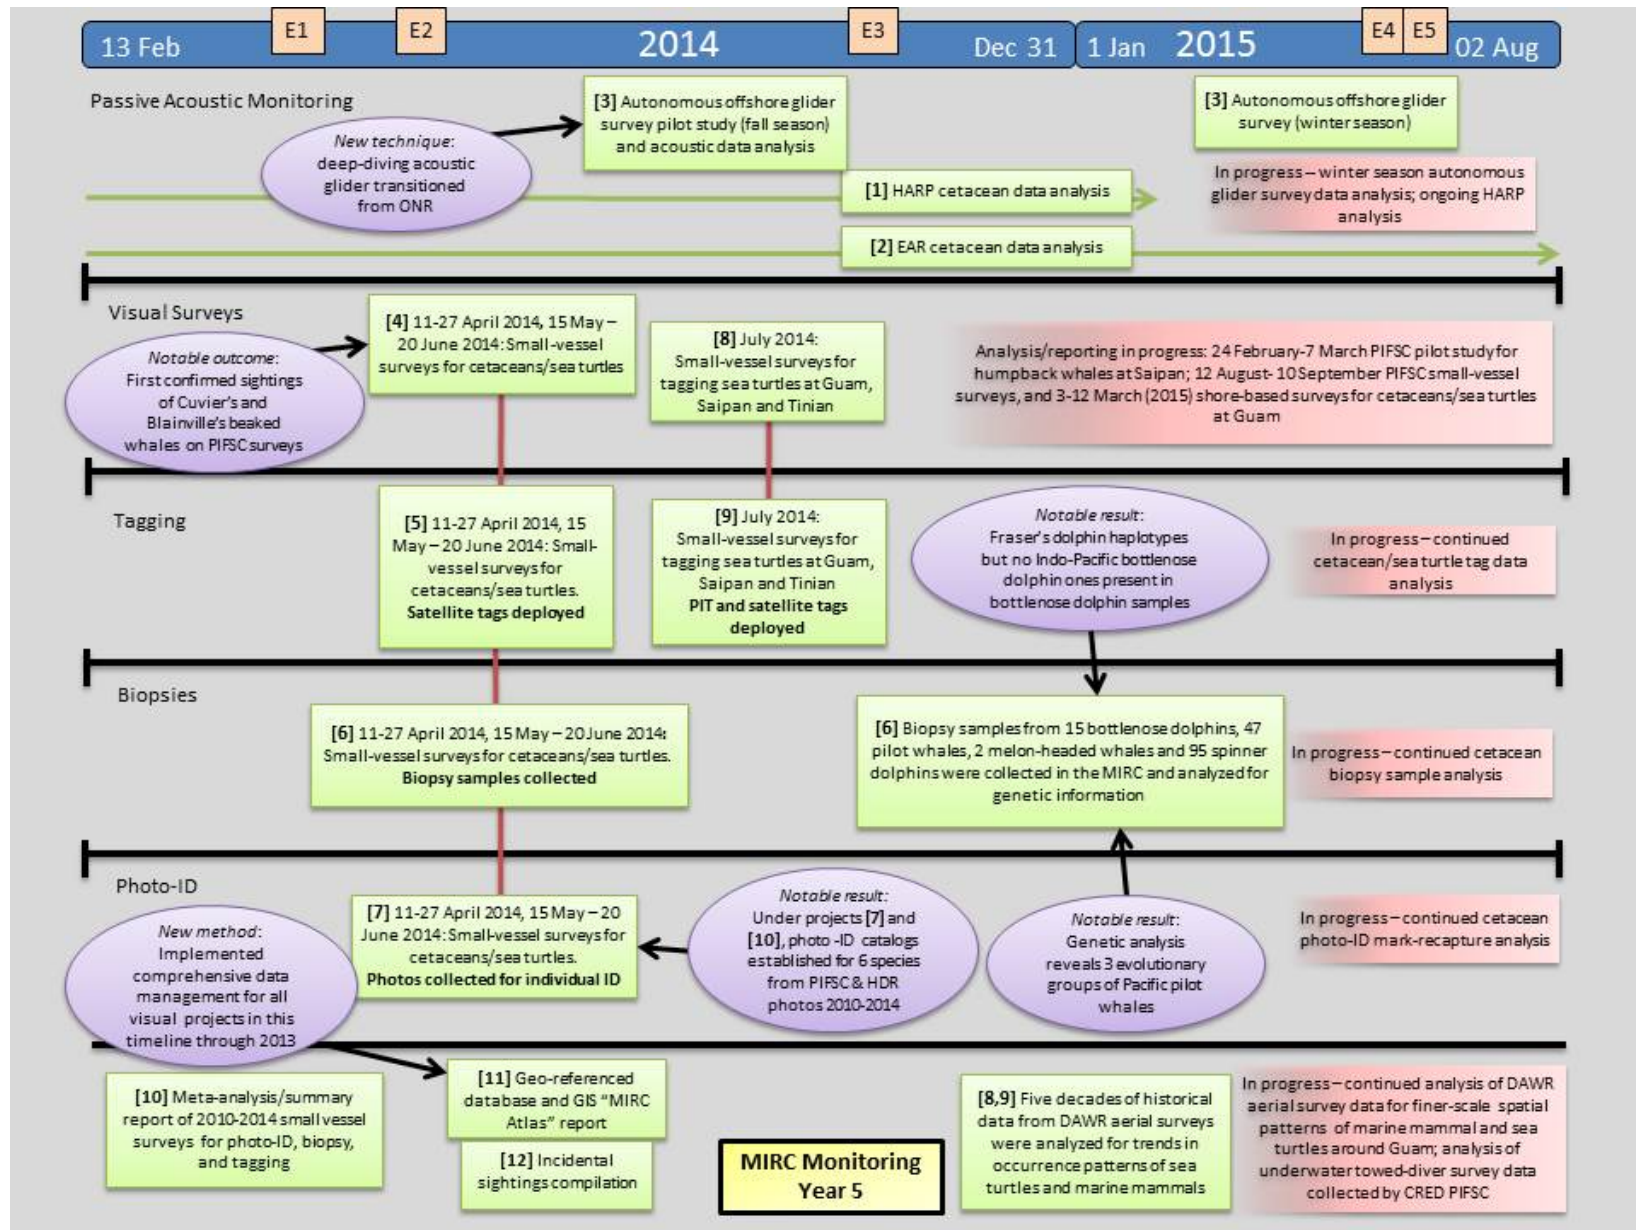 E1
E2
E3
E4
E5
13 Feb
2014
Dec 31
1 Jan
2015
02 Aug
Passive Acoustic Monitoring
New technique:
deep-diving acoustic
glider transitioned
from ONR
[3] Autonomous offshore glider
survey pilot study (fall season)
and acoustic data analysis
[3] Autonomous offshore glider
survey (winter season)
[1] HARP cetacean data analysis
In progress – winter season autonomous
glider survey data analysis; ongoing HARP
analysis
[2] EAR cetacean data analysis
Visual Surveys
Notable outcome:
First confirmed sightings
of Cuvier's and
Blainville's beaked
whales on PIFSC surveys
[4] 11-27 April 2014, 15 May –
20 June 2014: Small-vessel
surveys for cetaceans/sea turtles
[8] July 2014:
Small-vessel surveys for
tagging sea turtles at Guam,
Saipan and Tinian
Analysis/reporting in progress: 24 February-7 March PIFSC pilot study for
humpback whales at Saipan; 12 August- 10 September PIFSC small-vessel
surveys, and 3-12 March (2015) shore-based surveys for cetaceans/sea turtles
at Guam
Tagging
[5] 11-27 April 2014, 15
May – 20 June 2014: Small-
vessel surveys for
cetaceans/sea turtles.
Satellite tags deployed
[9] July 2014:
Small-vessel surveys for
tagging sea turtles at Guam,
Saipan and Tinian
PIT and satellite tags
deployed
Notable result:
Fraser's dolphin haplotypes
but no Indo-Pacific bottlenose
dolphin ones present in
bottlenose dolphin samples
In progress – continued
cetacean/sea turtle tag data
analysis
Biopsies
[6] 11-27 April 2014, 15 May – 20 June 2014:
Small-vessel surveys for cetaceans/sea turtles.
Biopsy samples collected
[6] Biopsy samples from 15 bottlenose dolphins, 47
pilot whales, 2 melon-headed whales and 95 spinner
dolphins were collected in the MIRC and analyzed for
genetic information
In progress – continued cetacean
biopsy sample analysis
Photo-ID
New method:
Implemented
comprehensive data
management for all
visual projects in this
timeline through 2013
[7] 11-27 April 2014, 15 May – 20
June 2014: Small-vessel surveys for
cetaceans/sea turtles.
Photos collected for individual ID
Notable result:
Under projects [7] and
[10], photo -ID catalogs
established for 6 species
from PIFSC & HDR
photos 2010-2014
Notable result:
Genetic analysis
reveals 3 evolutionary
groups of Pacific pilot
whales
In progress – continued cetacean
photo-ID mark-recapture analysis
[10] Meta-analysis/summary
report of 2010-2014 small vessel
surveys for photo-ID, biopsy,
and tagging
[11] Geo-referenced
database and GIS "MIRC
Atlas" report
[12] Incidental
sightings compilation
MIRC Monitoring
Year 5
[8,9] Five decades of historical
data from DAWR aerial surveys
were analyzed for trends in
occurrence patterns of sea
turtles and marine mammals
In progress – continued analysis of DAWR
aerial survey data for finer-scale spatial
patterns of marine mammal and sea
turtles around Guam; analysis of
underwater towed-diver survey data
collected by CRED PIFSC